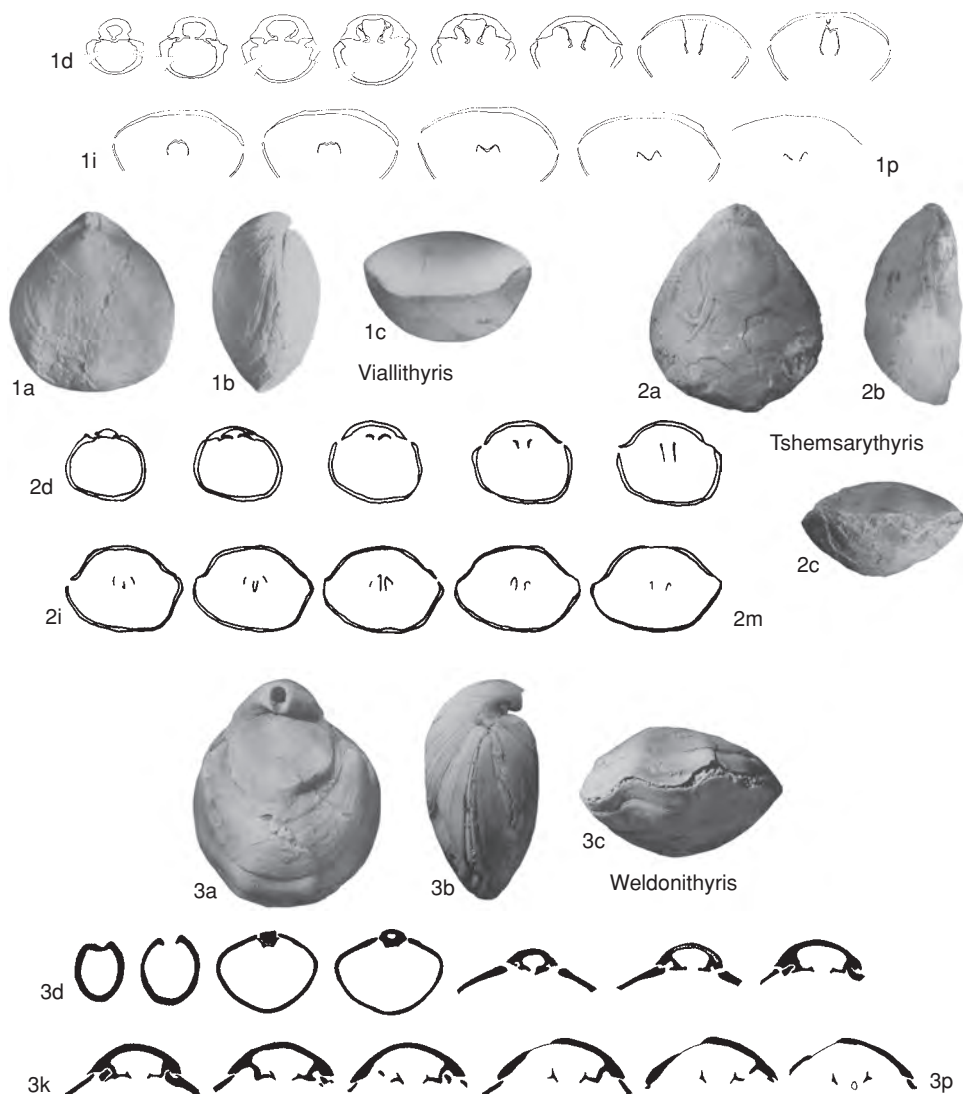 1d
1i 1p
1a 1b 1c
Viallithyris
2a 2b
Tshemsarythyris
2d
2c
2i 2m
3a 3b 3c
Weldonithyris
3d
3k 3p